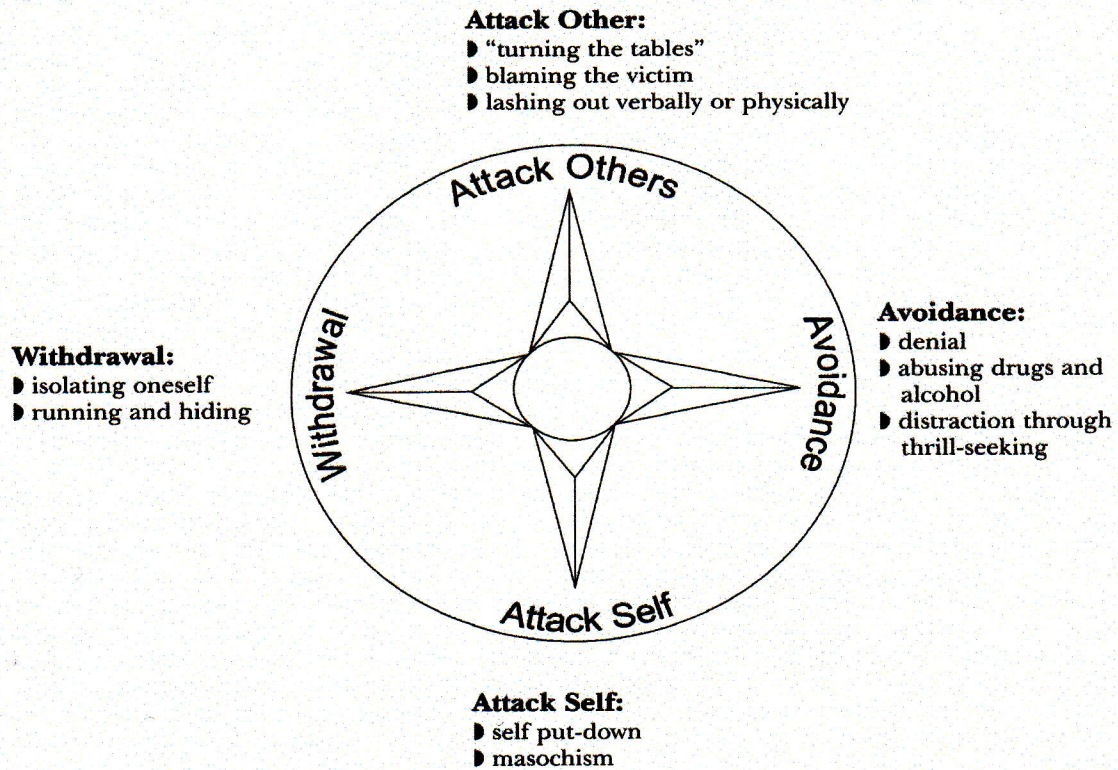 Attack Other:
◗ “turning the tables”
◗ blaming the victim
◗ lashing out verbally or physically
Attack Others
Withdrawal:
◗ isolating oneself
◗ running and hiding
Withdrawal
Avoidance
Avoidance:
◗ denial
◗ abusing drugs and
alcohol
◗ distraction through
thrill-seeking
Attack Self
Attack Self:
◗ self put-down
◗ masochism